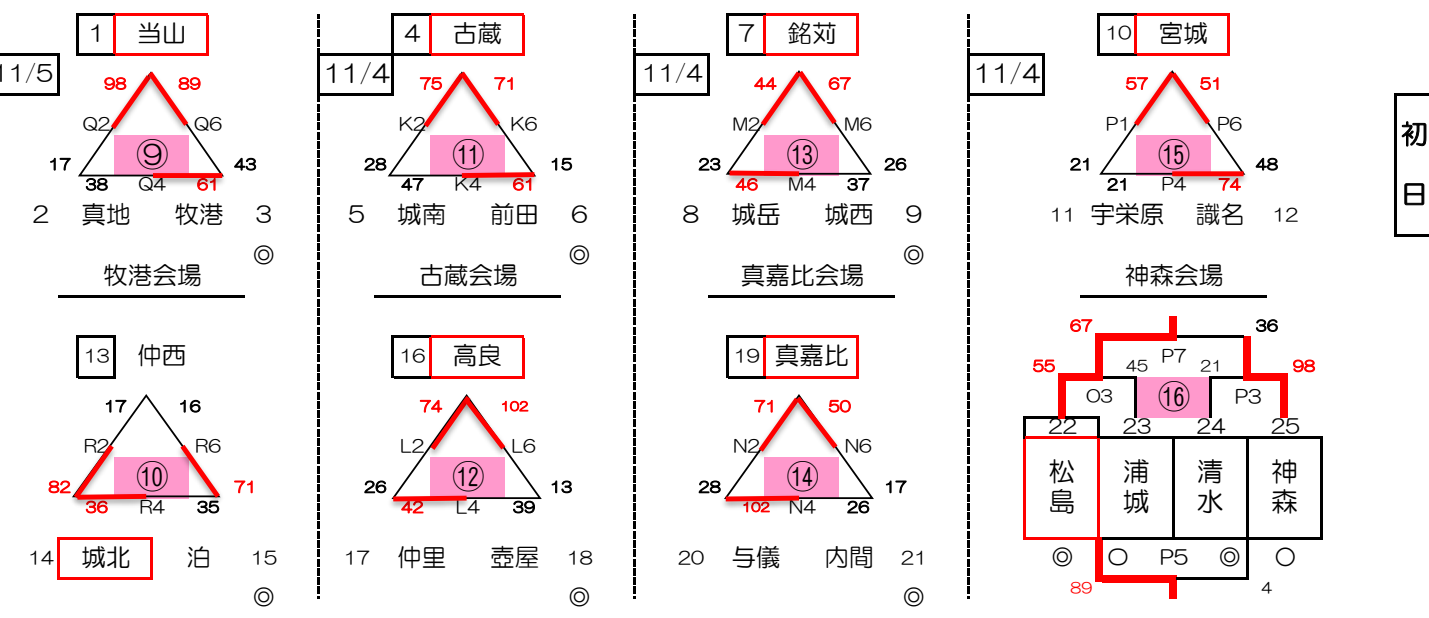 1 当山
4 古蔵
7 銘苅
10 宮城
11/5
11/4
11/4
11/4
98 89
75 71
44 67
57 51
Q2 Q6
K2 K6
M2 M6
P1 P6
初日
⑨
⑪
⑬
⑮
17 43
28 15
23 26
21 48
38 Q4 61
47 K4 61
46 M4 37
21 P4 74
2 真地 牧港 3
5 城南 前田 6
8 城岳 城西 9
11 宇栄原 識名 12
◎
◎
◎
牧港会場
古蔵会場
真嘉比会場
神森会場
13 仲西
16 高良
19 真嘉比
67 36
P7
55 45 21 98
O3 ⑯ P3
17 16
74 102
71 50
R2 R6
L2 L6
N2 N6
22 23 24 25
⑩
⑫
⑭
松島 浦城 清水 神森
82 71
26 13
28 17
36 R4 35
42 L4 39
102 N4 26
14 城北 泊 15
17 仲里 壺屋 18
20 与儀 内間 21
◎ ○ P5 ◎ ○
89 4
◎
◎
◎